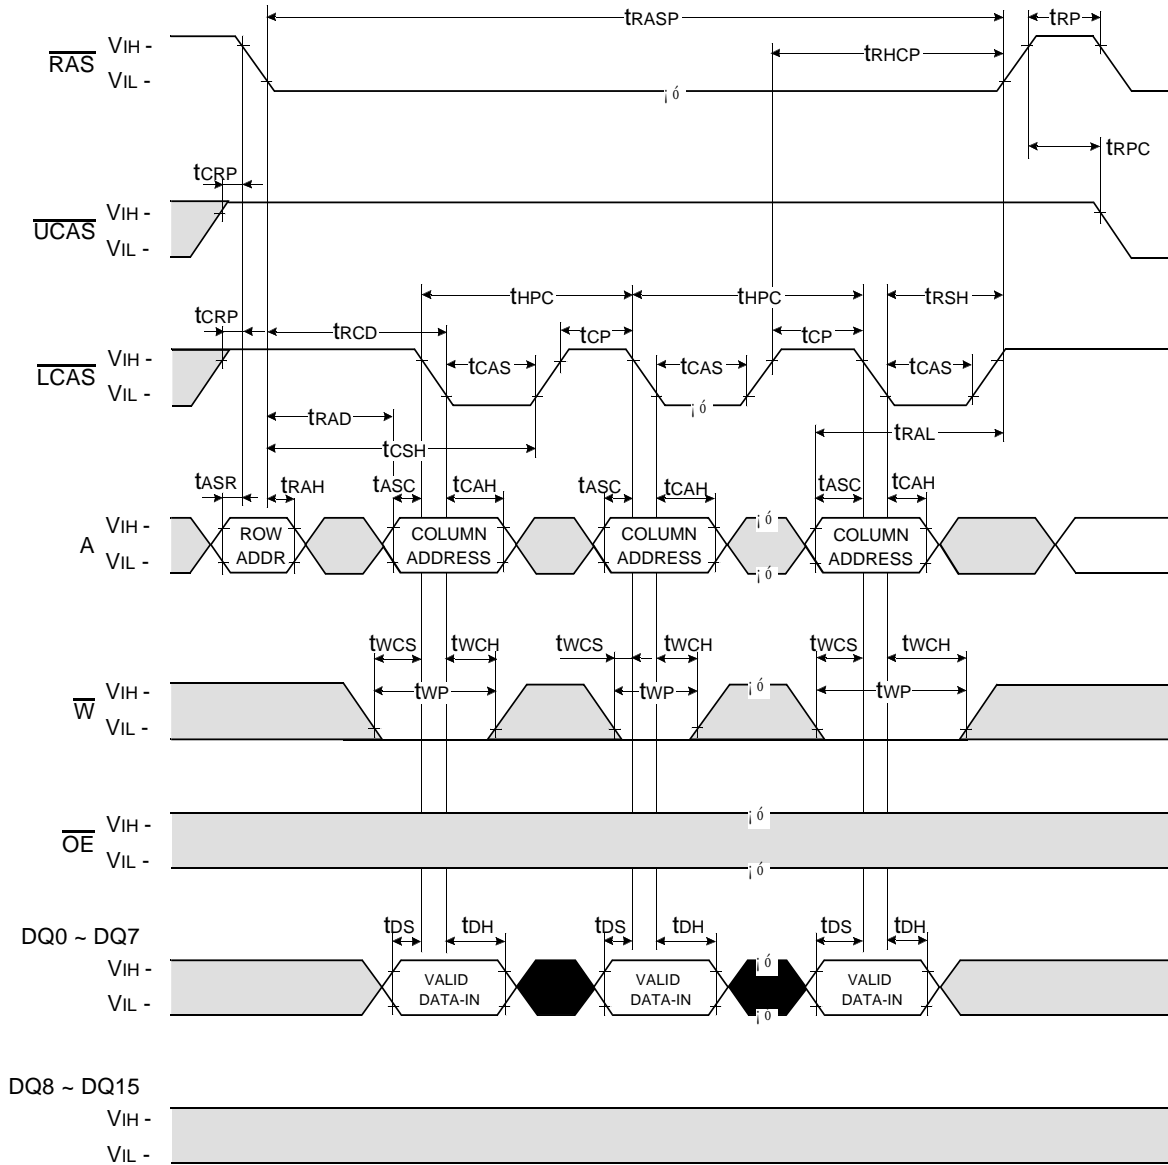 tRASP tRP
RAS VIH - tRHCP
VIL -
¡ó
tCRP tRPC
UCAS VIH -
VIL -
tHPC tHPC tRSH
tCRP tRCD tCP tCP
LCAS VIH - tCAS tCAS tCAS
VIL -
¡ó
tRAD tRAL
tCSH
tASR tRAH tASC tCAH tASC tCAH tASC tCAH
A VIH - ROW COLUMN COLUMN ¡ó COLUMN
VIL - ADDR ADDRESS ADDRESS ¡ó ADDRESS
tWCS tWCH tWCS tWCH tWCS tWCH
W VIH - tWP tWP ¡ó tWP
VIL -
OE VIH - ¡ó
VIL - ¡ó
DQ0 ~ DQ7 tDS tDH tDS tDH tDS tDH
VIH - VALID VALID ¡ó VALID
VIL - DATA-IN DATA-IN ¡ó DATA-IN
DQ8 ~ DQ15
VIH -
VIL -